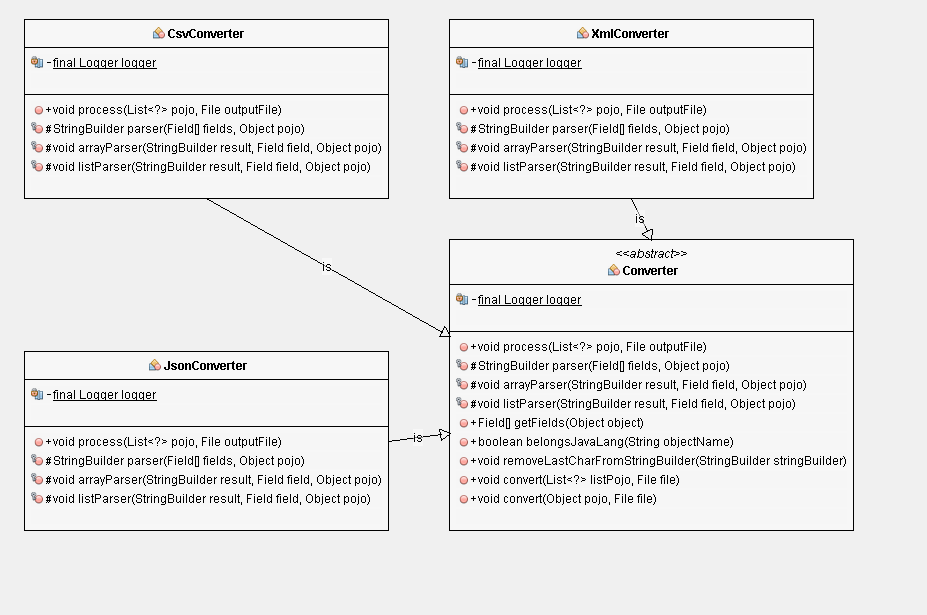 CsvConverter
-final Logger logger
+void process(List<?> pojo, File outputFile)
#StringBuilder parser(Field[] fields, Object pojo)
#void arrayParser(StringBuilder result, Field field, Object pojo)
#void listParser(StringBuilder result, Field field, Object pojo)
XmlConverter
-final Logger logger
+void process(List<?> pojo, File outputFile)
#StringBuilder parser(Field[] fields, Object pojo)
#void arrayParser(StringBuilder result, Field field, Object pojo)
#void listParser(StringBuilder result, Field field, Object pojo)
is
is
<<abstract>>
Converter
-final Logger logger
+void process(List<?> pojo, File outputFile)
#StringBuilder parser(Field[] fields, Object pojo)
#void arrayParser(StringBuilder result, Field field, Object pojo)
#void listParser(StringBuilder result, Field field, Object pojo)
+Field[] getFields(Object object)
+boolean belongsJavaLang(String objectName)
+void removeLastCharFromStringBuilder(StringBuilder stringBuilder)
+void convert(List<?> listPojo, File file)
+void convert(Object pojo, File file)
JsonConverter
-final Logger logger
+void process(List<?> pojo, File outputFile)
#StringBuilder parser(Field[] fields, Object pojo)
#void arrayParser(StringBuilder result, Field field, Object pojo)
#void listParser(StringBuilder result, Field field, Object pojo)
is